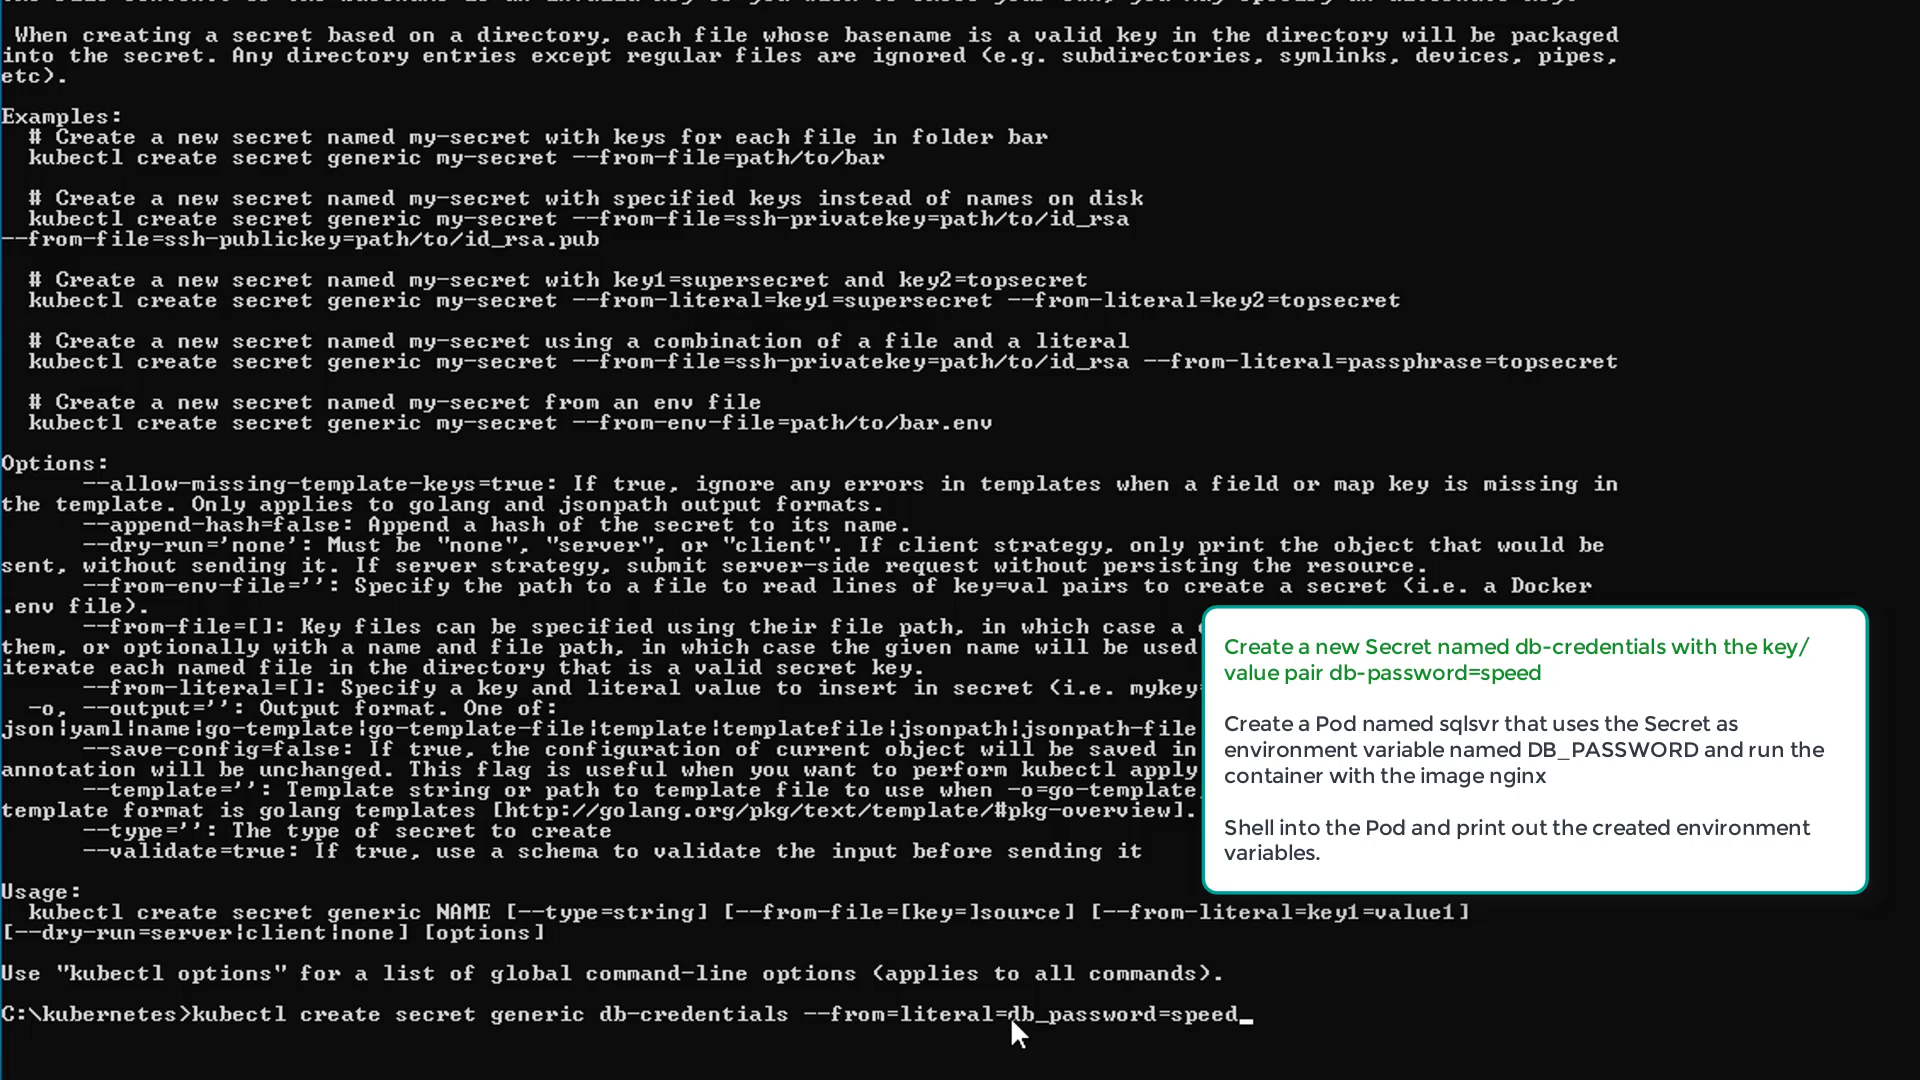 When creating a secret based on a directory, each file whose basename is a valid key in the directory will be packaged
into the secret. Any directory entries except regular files are ignored (e.g. subdirectories, symlinks, devices, pipes,
etc).
Examples:
# Create a new secret named my-secret with keys for each file in folder bar
kubectl create secret generic my-secret --from-file=path/to/bar
# Create a new secret named my-secret with specified keys instead of names on disk
kubectl create secret generic my-secret --from-file=ssh-privatekey=path/to/id_rsa
--from-file=ssh-publickey=path/to/id_rsa.pub
# Create a new secret named my-secret with key1=supersecret and key2=topsecret
kubectl create secret generic my-secret --from-literal=key1=supersecret --from-literal=key2=topsecret
# Create a new secret named my-secret using a combination of a file and a literal
kubectl create secret generic my-secret --from-file=ssh-privatekey=path/to/id_rsa --from-literal=passphrase=topsecret
# Create a new secret named my-secret from an env file
kubectl create secret generic my-secret --from-env-file=path/to/bar.env
Options:
--allow-missing-template-keys=true: If true, ignore any errors in templates when a field or map key is missing in
the template. Only applies to golang and jsonpath output formats.
--append-hash=false: Append a hash of the secret to its name.
--dry-run='none': Must be "none", "server", or "client". If client strategy, only print the object that would be
sent, without sending it. If server strategy, submit server-side request without persisting the resource.
--from-env-file='': Specify the path to a file to read lines of key=val pairs to create a secret (i.e. a Docker
.env file).
--from-file=[]: Key files can be specified using their file path, in which case a
them, or optionally with a name and file path, in which case the given name will be used
iterate each named file in the directory that is a valid secret key.
--from-literal=[]: Specify a key and literal value to insert in secret (i.e. mykey=
-o, --output='': Output format. One of:
json|yaml|name|go-template|go-template-file|template|templatefile|jsonpath|jsonpath-file
--save-config=false: If true, the configuration of current object will be saved in
annotation will be unchanged. This flag is useful when you want to perform kubectl apply
--template='': Template string or path to template file to use when -o=go-template
template format is golang templates [http://golang.org/pkg/text/template/#pkg-overview].
--type='': The type of secret to create
--validate=true: If true, use a schema to validate the input before sending it
Usage:
kubectl create secret generic NAME [--type=string] [--from-file=[key=]source] [--from-literal=key1=value1]
[--dry-run=server|client|none] [options]
Use "kubectl options" for a list of global command-line options (applies to all commands).
C:\kubernetes>kubectl create secret generic db-credentials --from=literal=db_password=speed_
Create a new Secret named db-credentials with the key/
value pair db-password=speed
Create a Pod named sqlsvr that uses the Secret as
environment variable named DB_PASSWORD and run the
container with the image nginx
Shell into the Pod and print out the created environment
variables.